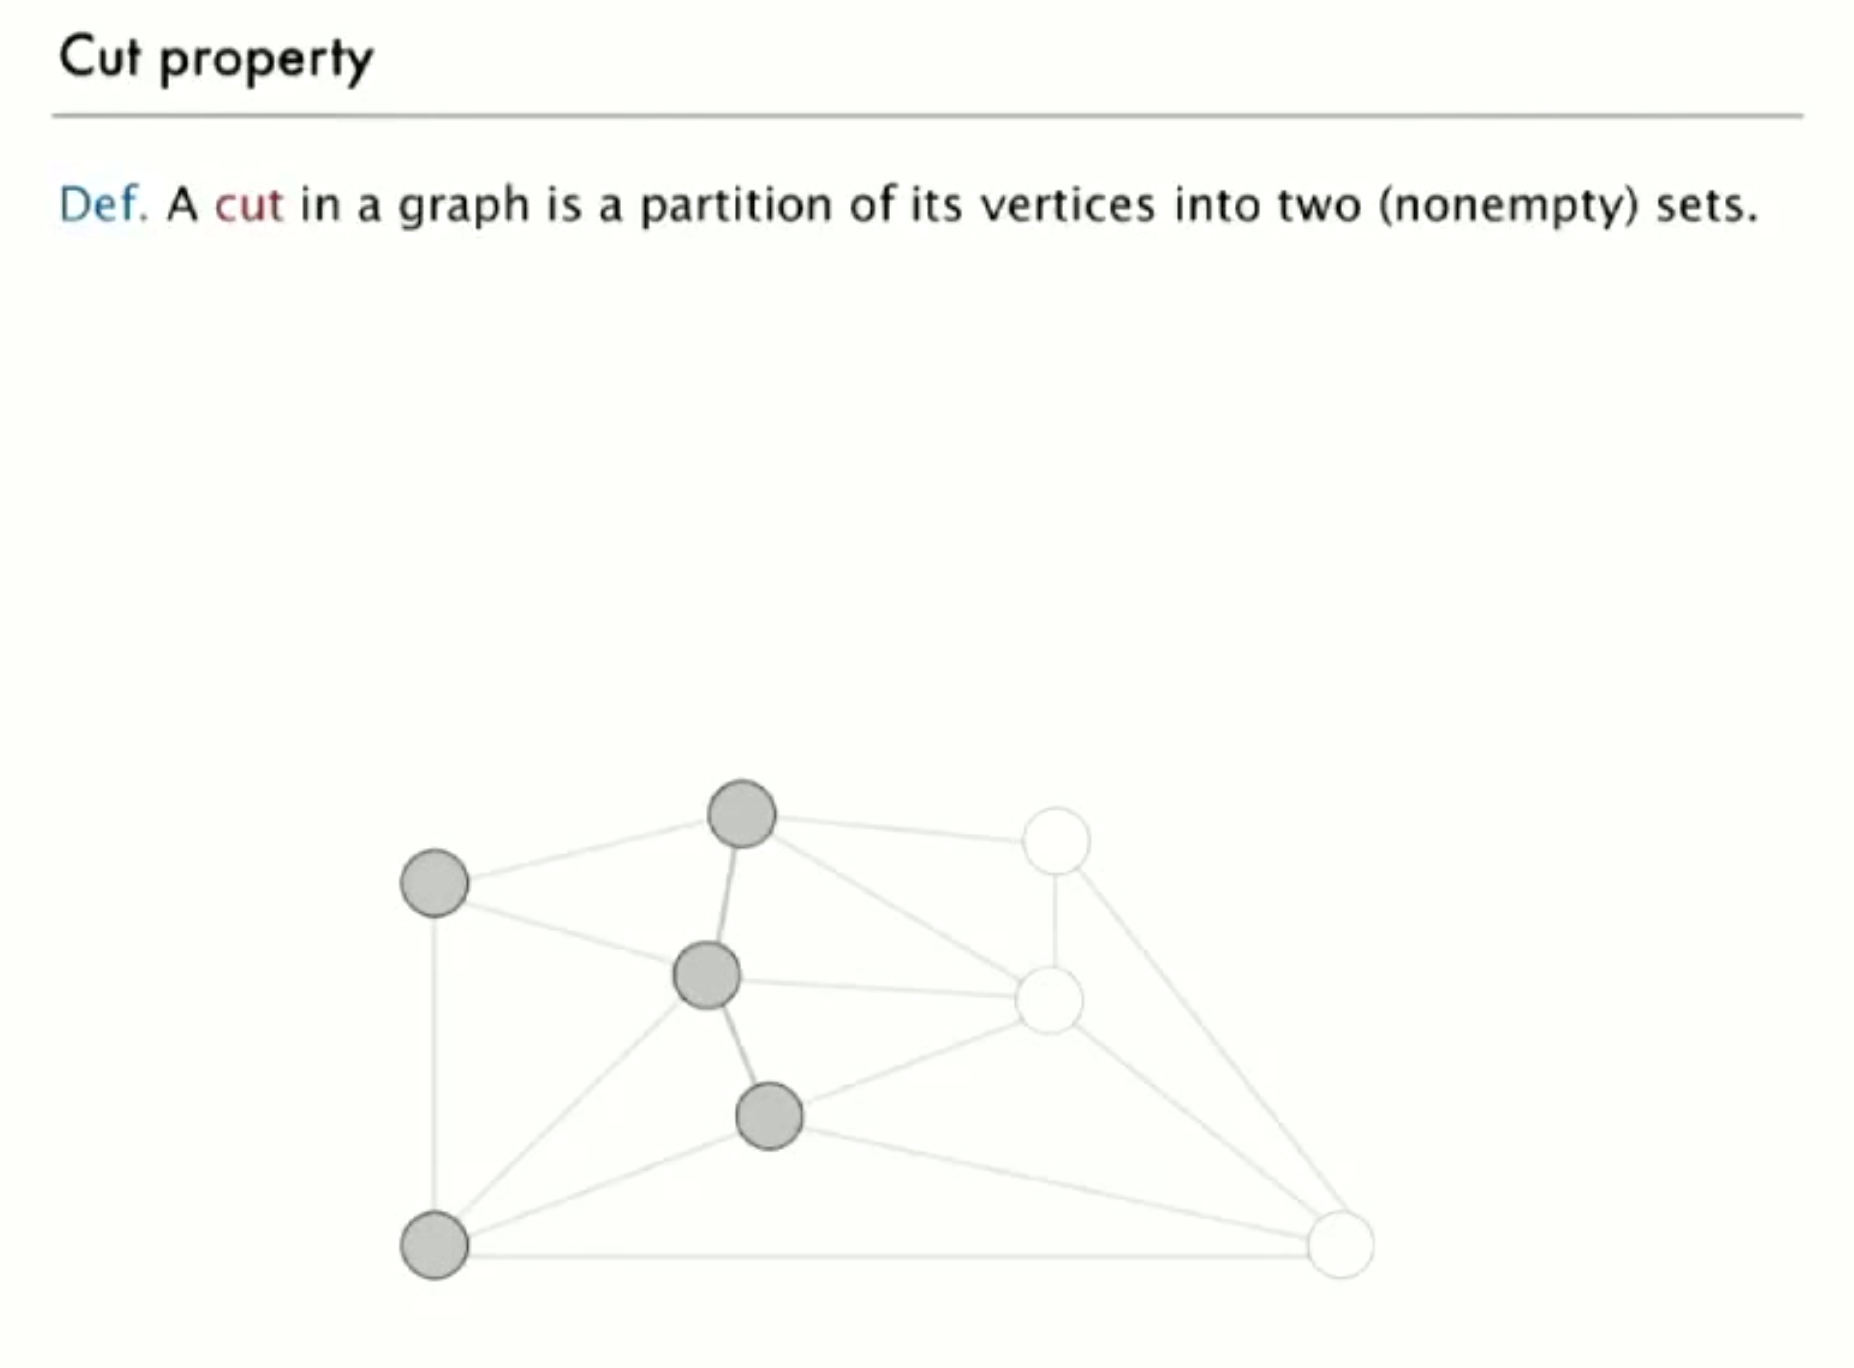 Cut property
Def. A cut in a graph is a partition of its vertices into two (nonempty) sets.